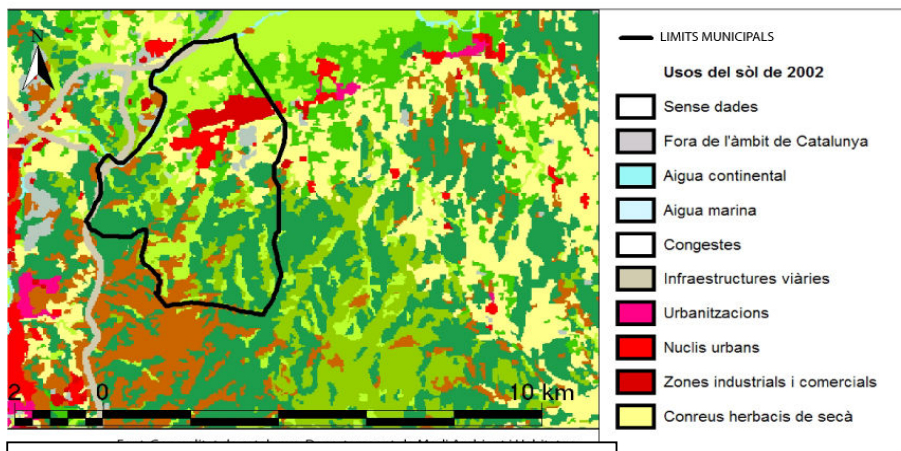 N
2 0 10 km
LIMITS MUNICIPALS
Usos del sòl de 2002
Sense dades
Fora de l'àmbit de Catalunya
Aigua continental
Aigua marina
Congestes
Infraestructures viàries
Urbanitzacions
Nuclis urbans
Zones industrials i comercials
Conreus herbacis de secà